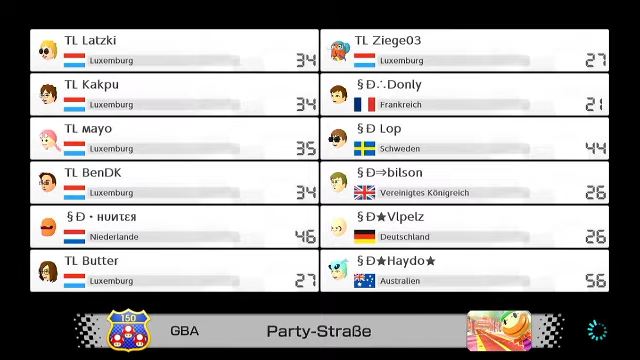 TL Latzki
Luxemburg
34
TL Kakpu
Luxemburg
34
TL мayo
Luxemburg
35
TL BenDK
Luxemburg
34
§Đ・нυиτεя
Niederlande
46
TL Butter
Luxemburg
27
TL Ziege03
Luxemburg
27
§Đ∴Donly
Frankreich
21
§Đ Lop
Schweden
44
§Đ⇒bilson
Vereinigtes Königreich
26
§Đ★Vlpelz
Deutschland
26
§Đ★Haydo★
Australien
56
150
GBA Party-Straße